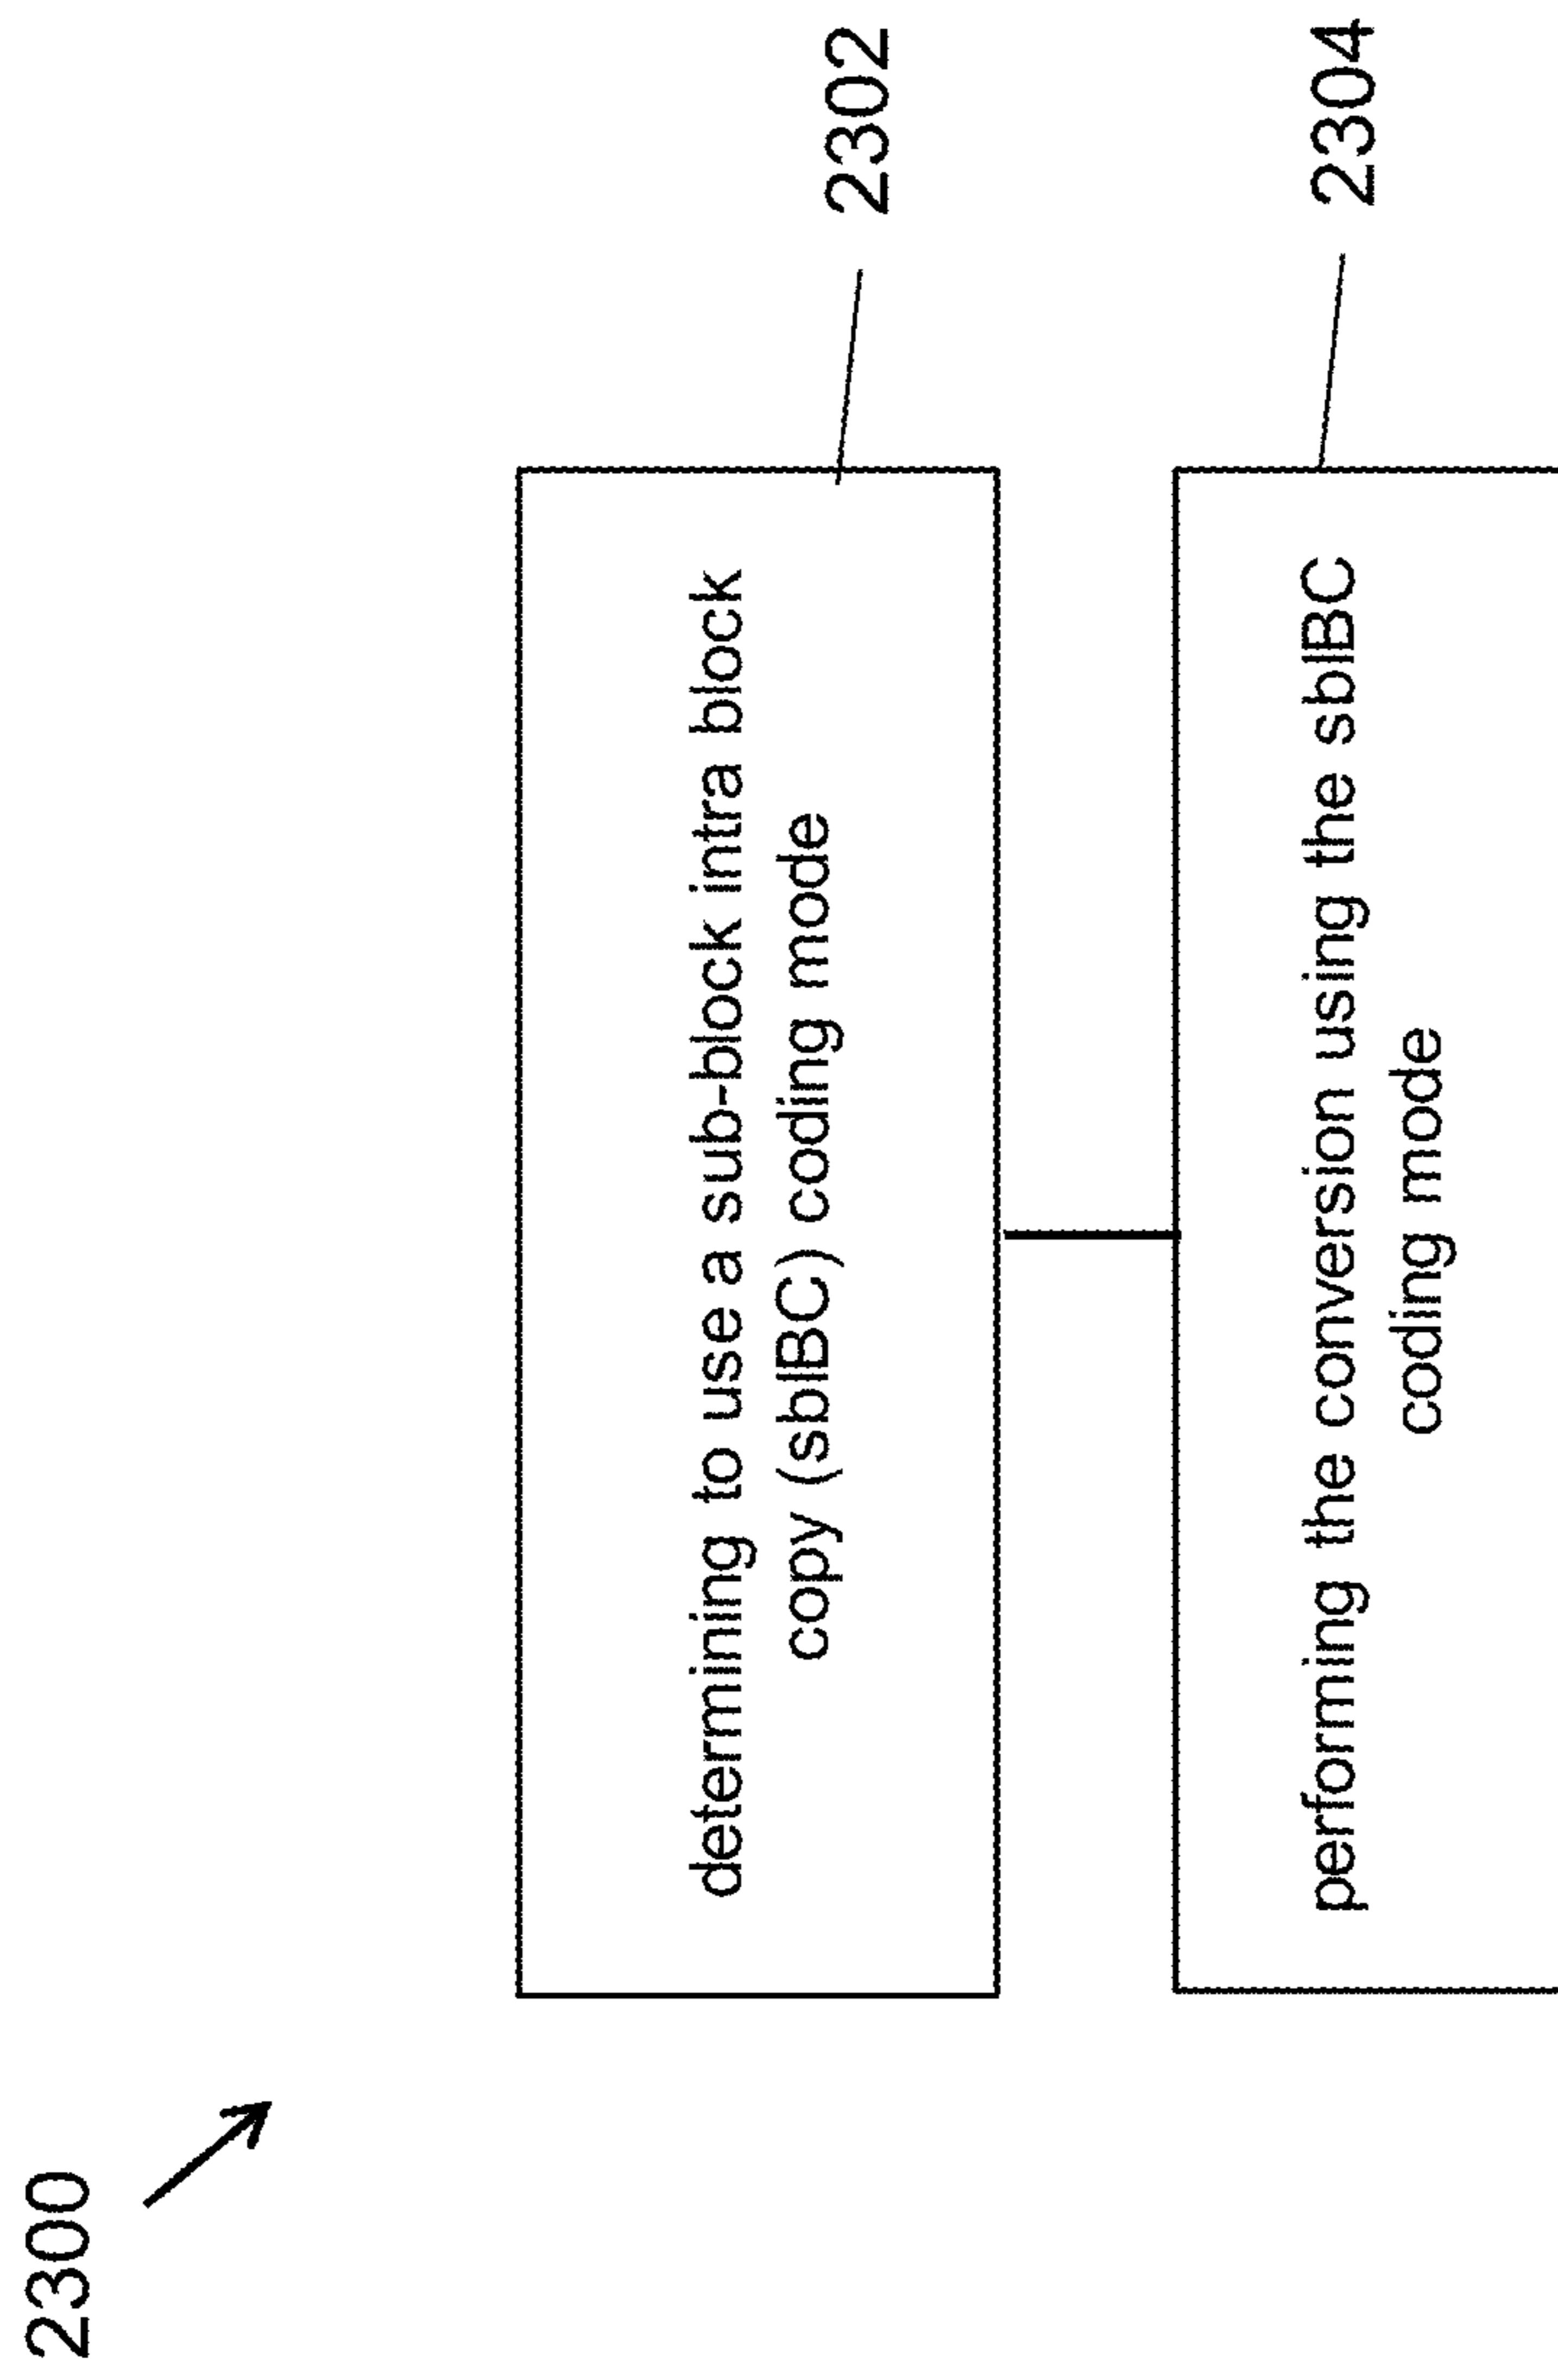 2300
determining to use a sub-block intra block
copy (sbIBC) coding mode
2302
performing the conversion using the sbIBC
coding mode
2304